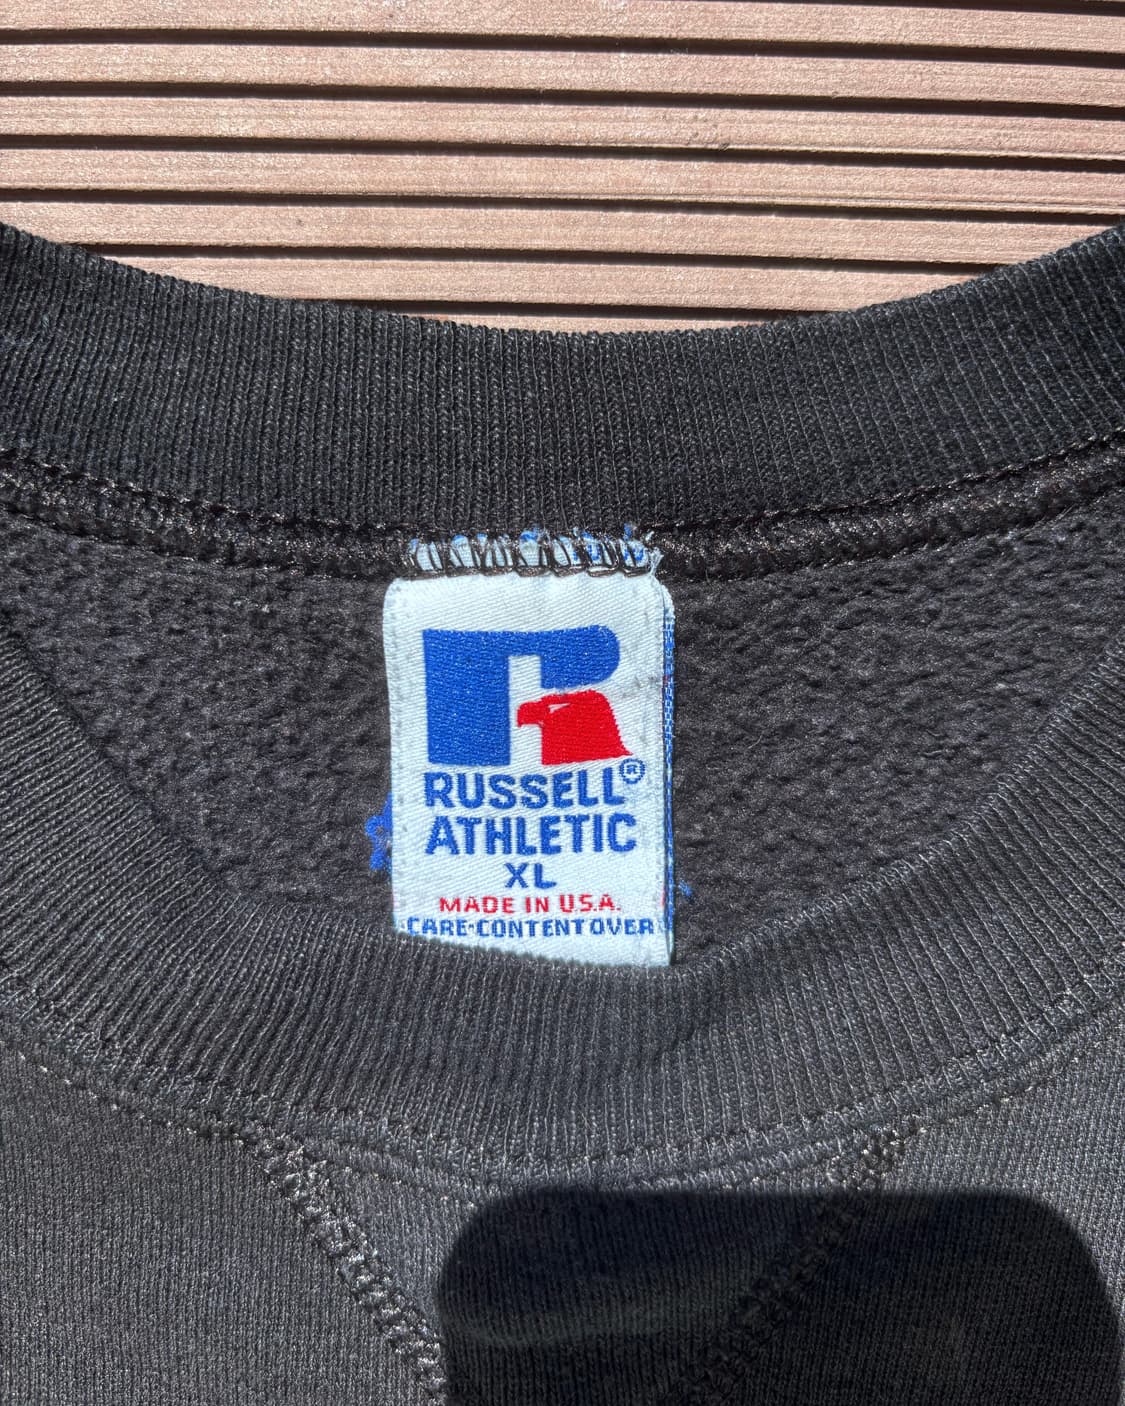 RUSSELL®
ATHLETIC
XL
MADE IN U.S.A.
CARE·CONTENT OVER